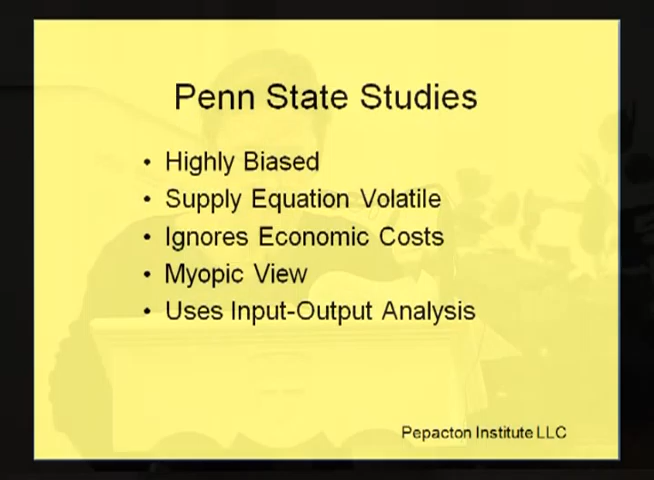 Penn State Studies
• Highly Biased
• Supply Equation Volatile
• Ignores Economic Costs
• Myopic View
• Uses Input-Output Analysis
Pepacton Institute LLC